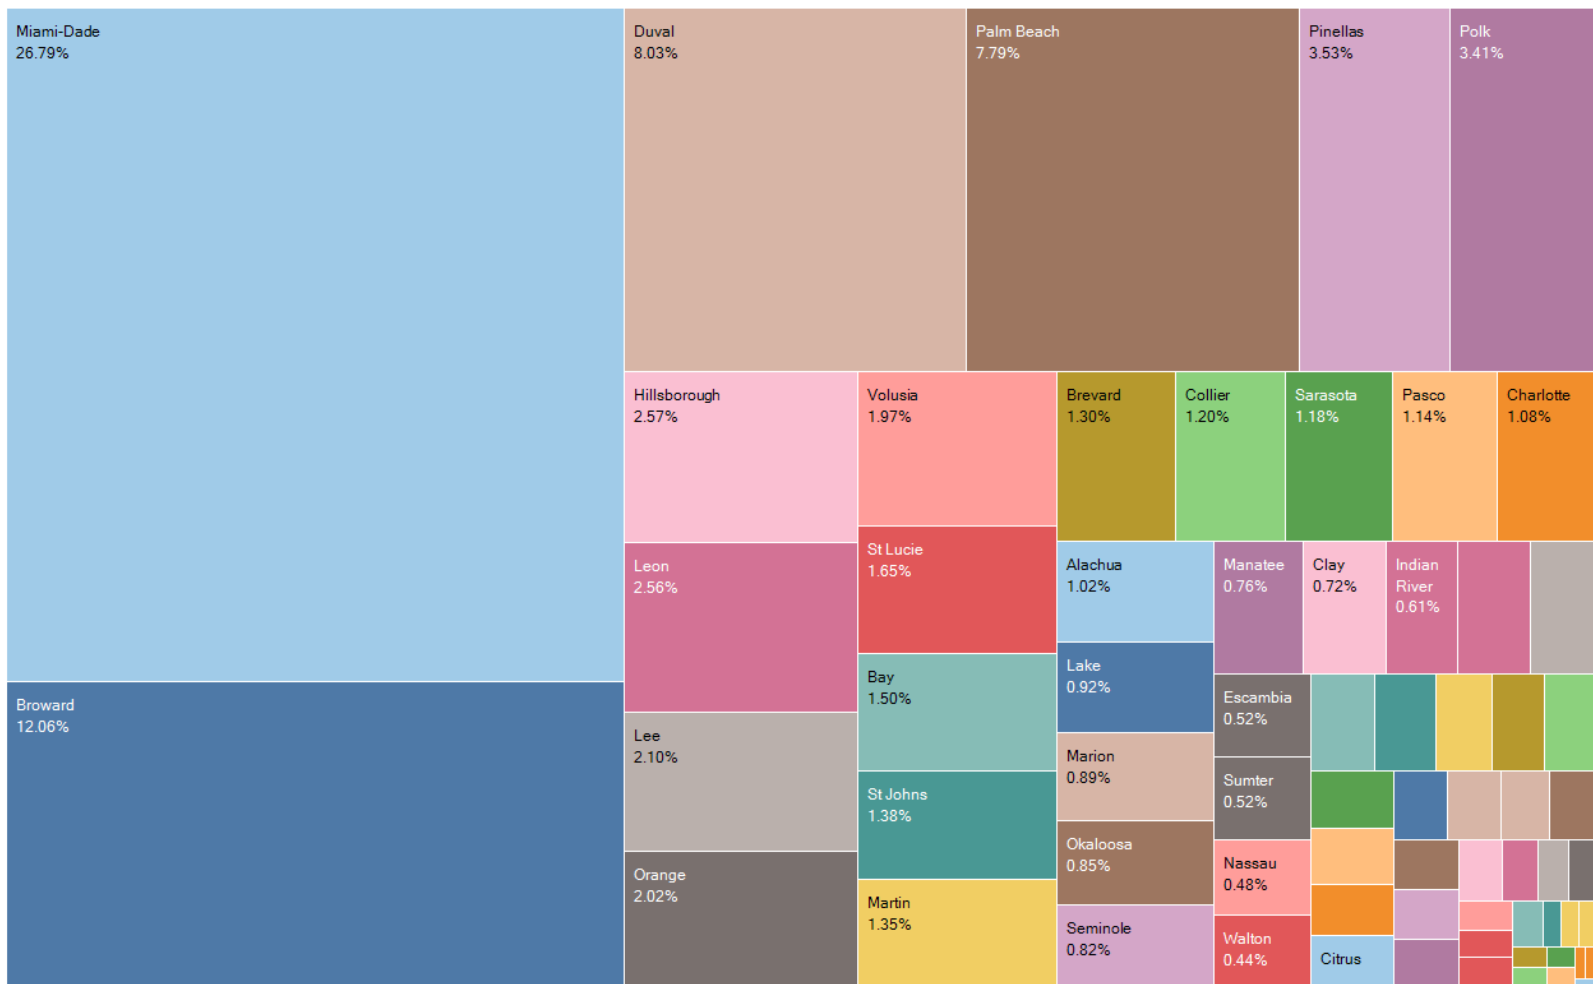 Miami-Dade
26.79%
Broward
12.06%
Duval
8.03%
Palm Beach
7.79%
Pinellas
3.53%
Polk
3.41%
Hillsborough
2.57%
Leon
2.56%
Lee
2.10%
Orange
2.02%
Volusia
1.97%
St Lucie
1.65%
Bay
1.50%
St Johns
1.38%
Martin
1.35%
Brevard
1.30%
Collier
1.20%
Sarasota
1.18%
Pasco
1.14%
Charlotte
1.08%
Alachua
1.02%
Lake
0.92%
Marion
0.89%
Okaloosa
0.85%
Seminole
0.82%
Manatee
0.76%
Clay
0.72%
Indian
River
0.61%
Escambia
0.52%
Sumter
0.52%
Nassau
0.48%
Walton
0.44%
Citrus